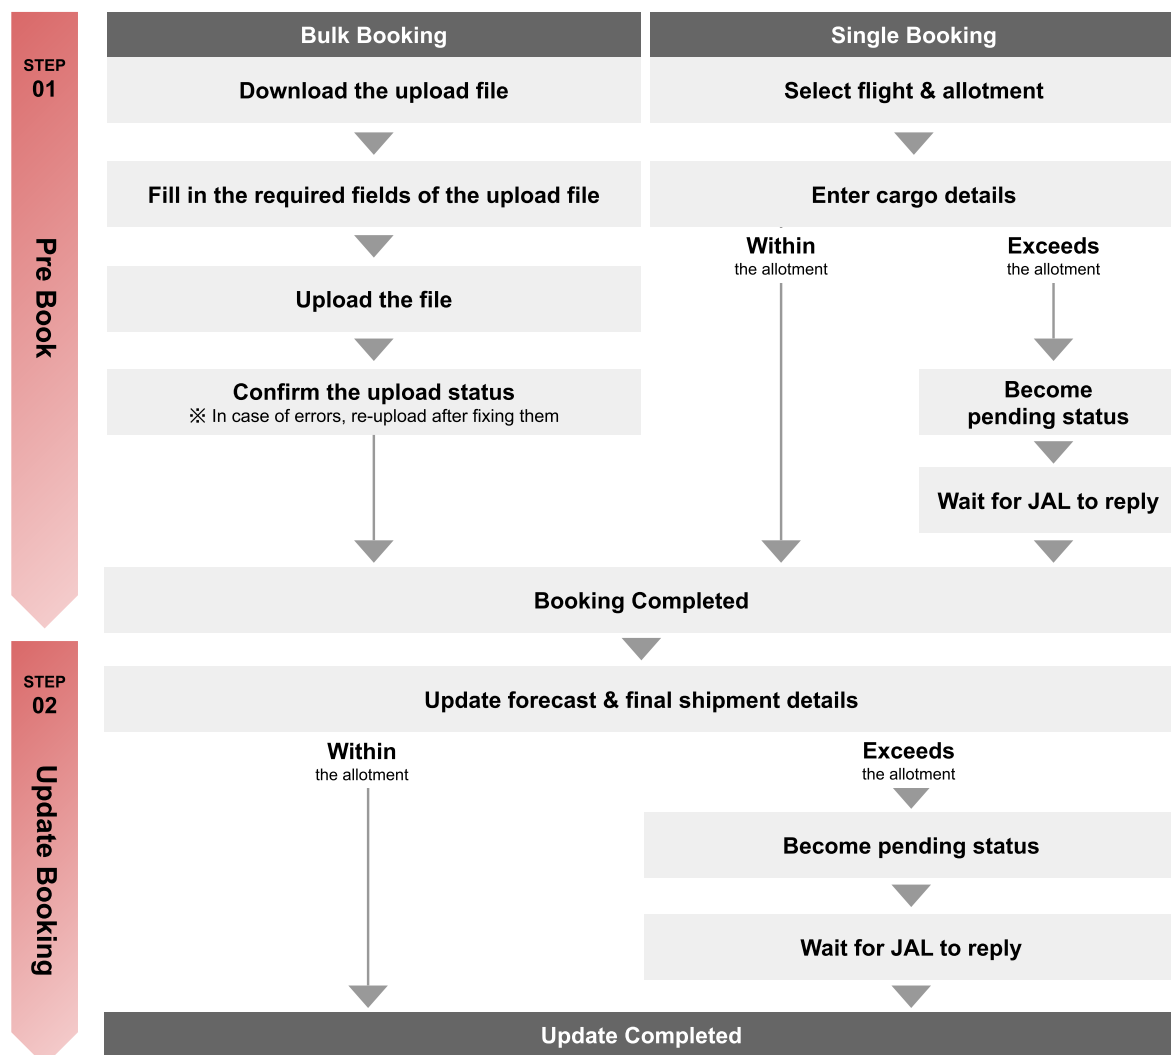 STEP
01
Pre Book
Bulk Booking
Download the upload file
Fill in the required fields of the upload file
Upload the file
Confirm the upload status
※ In case of errors, re-upload after fixing them
Single Booking
Select flight & allotment
Enter cargo details
Within
the allotment
Exceeds
the allotment
Become
pending status
Wait for JAL to reply
Booking Completed
STEP
02
Update Booking
Update forecast & final shipment details
Within
the allotment
Exceeds
the allotment
Become pending status
Wait for JAL to reply
Update Completed